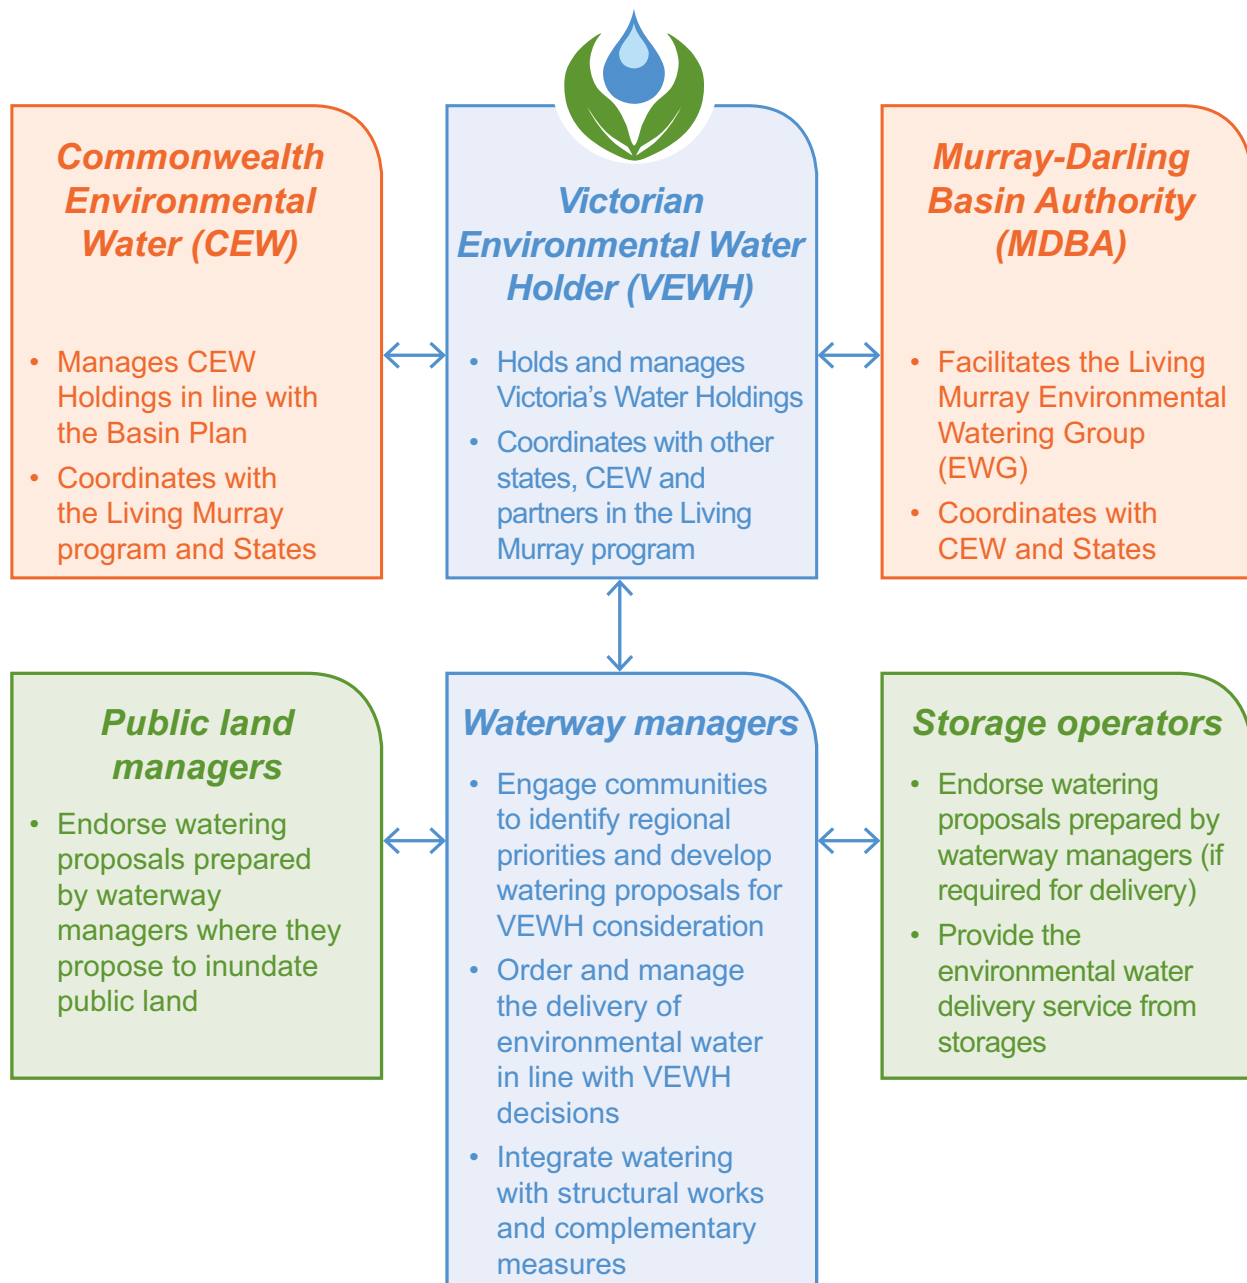 Commonwealth
Environmental
Water (CEW)
• Manages CEW
Holdings in line with
the Basin Plan
• Coordinates with
the Living Murray
program and States
Victorian
Environmental Water
Holder (VEWH)
• Holds and manages
Victoria’s Water Holdings
• Coordinates with other
states, CEW and
partners in the Living
Murray program
Murray-Darling
Basin Authority
(MDBA)
• Facilitates the Living
Murray Environmental
Watering Group
(EWG)
• Coordinates with
CEW and States
Public land
managers
• Endorse watering
proposals prepared
by waterway
managers where they
propose to inundate
public land
Waterway managers
• Engage communities
to identify regional
priorities and develop
watering proposals for
VEWH consideration
• Order and manage
the delivery of
environmental water
in line with VEWH
decisions
• Integrate watering
with structural works
and complementary
measures
Storage operators
• Endorse watering
proposals prepared by
waterway managers (if
required for delivery)
• Provide the
environmental water
delivery service from
storages